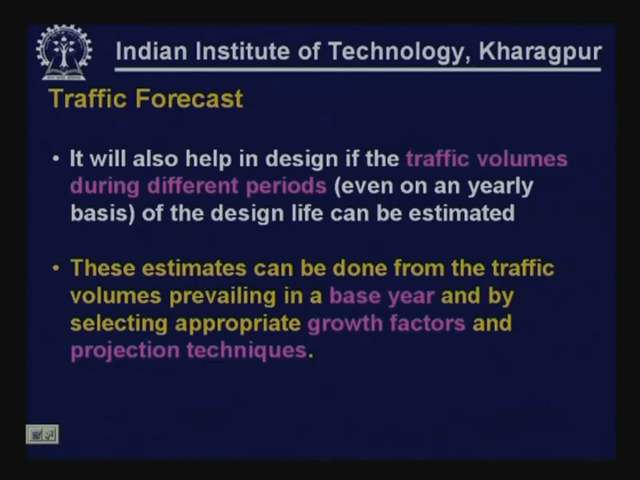 Indian Institute of Technology, Kharagpur
Traffic Forecast
• It will also help in design if the traffic volumes
during different periods (even on an yearly
basis) of the design life can be estimated
• These estimates can be done from the traffic
volumes prevailing in a base year and by
selecting appropriate growth factors and
projection techniques.